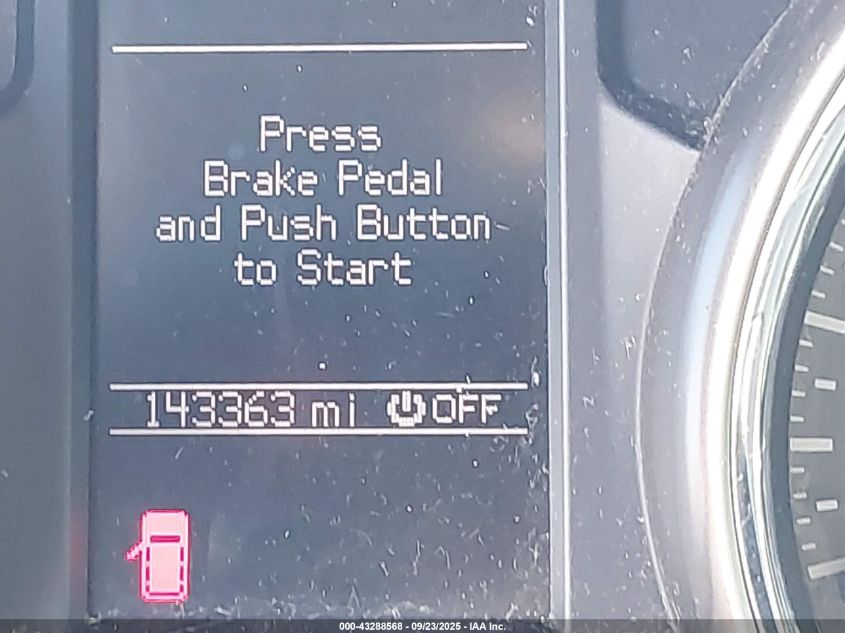 Press
Brake Pedal
and Push Button
to Start
143363 mi OFF
000-43288568 - 09/23/2025 - IAA Inc.